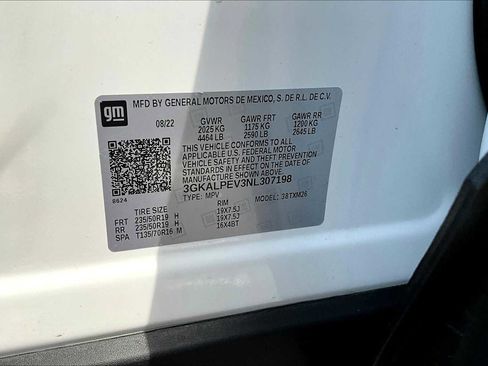 gm
MFD BY GENERAL MOTORS DE MEXICO, S. DE R.L. DE C.V.
08/22 GVWR GAWR FRT GAWR RR
2025 KG 1175 KG 1200 KG
4464 LB 2590 LB 2645 LB
THIS VEHICLE CONFORMS TO ALL
APPLICABLE U.S. FEDERAL MOTOR
VEHICLE SAFETY AND THEFT PREVENTION
STANDARDS IN EFFECT ON THE DATE OF
MANUFACTURE SHOWN ABOVE.
3GKALPEV3NL307198
8624 TYPE: MPV MODEL: 38TXM26
TIRE SIZE RIM
FRT 235/50R19 H 19X7.5J
RR 235/50R19 H 19X7.5J
SPA T135/70R16 M 16X4BT